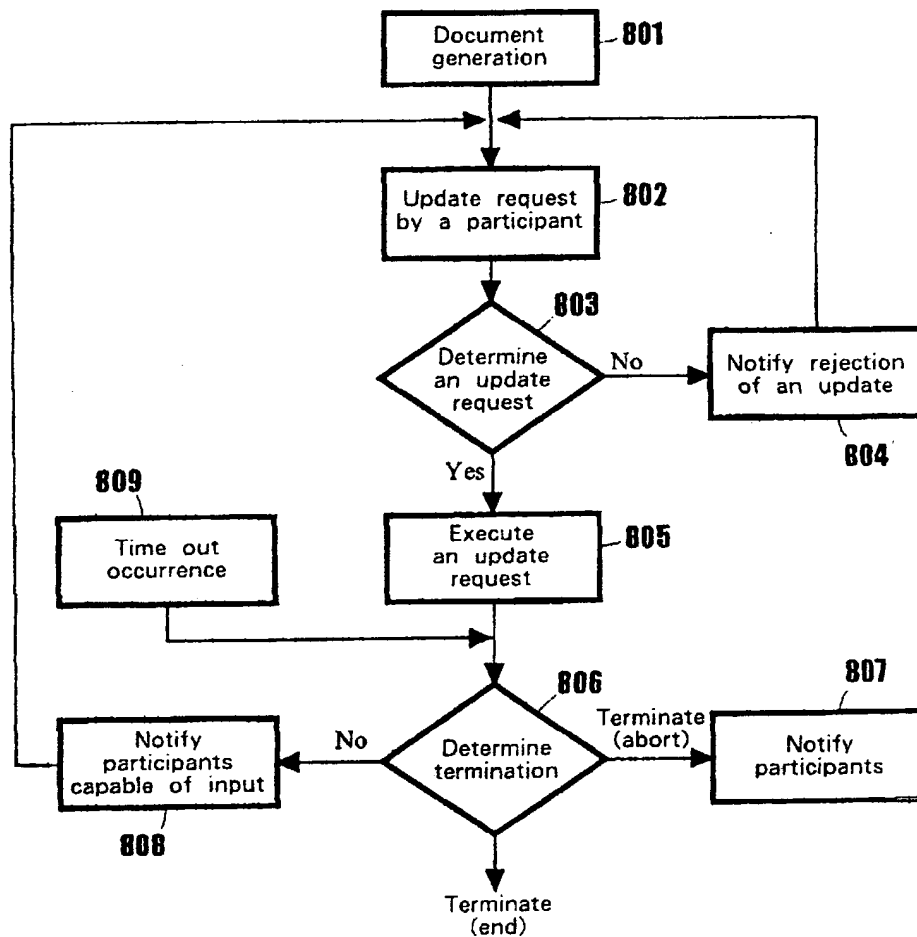 Document
generation
801
Update request
by a participant
802
803
Determine
an update
request
No
Notify rejection
of an update
804
Yes
809
Time out
occurrence
Execute
an update
request
805
806
Determine
termination
Terminate
(abort)
807
Notify
participants
No
Notify
participants
capable of input
808
Terminate
(end)